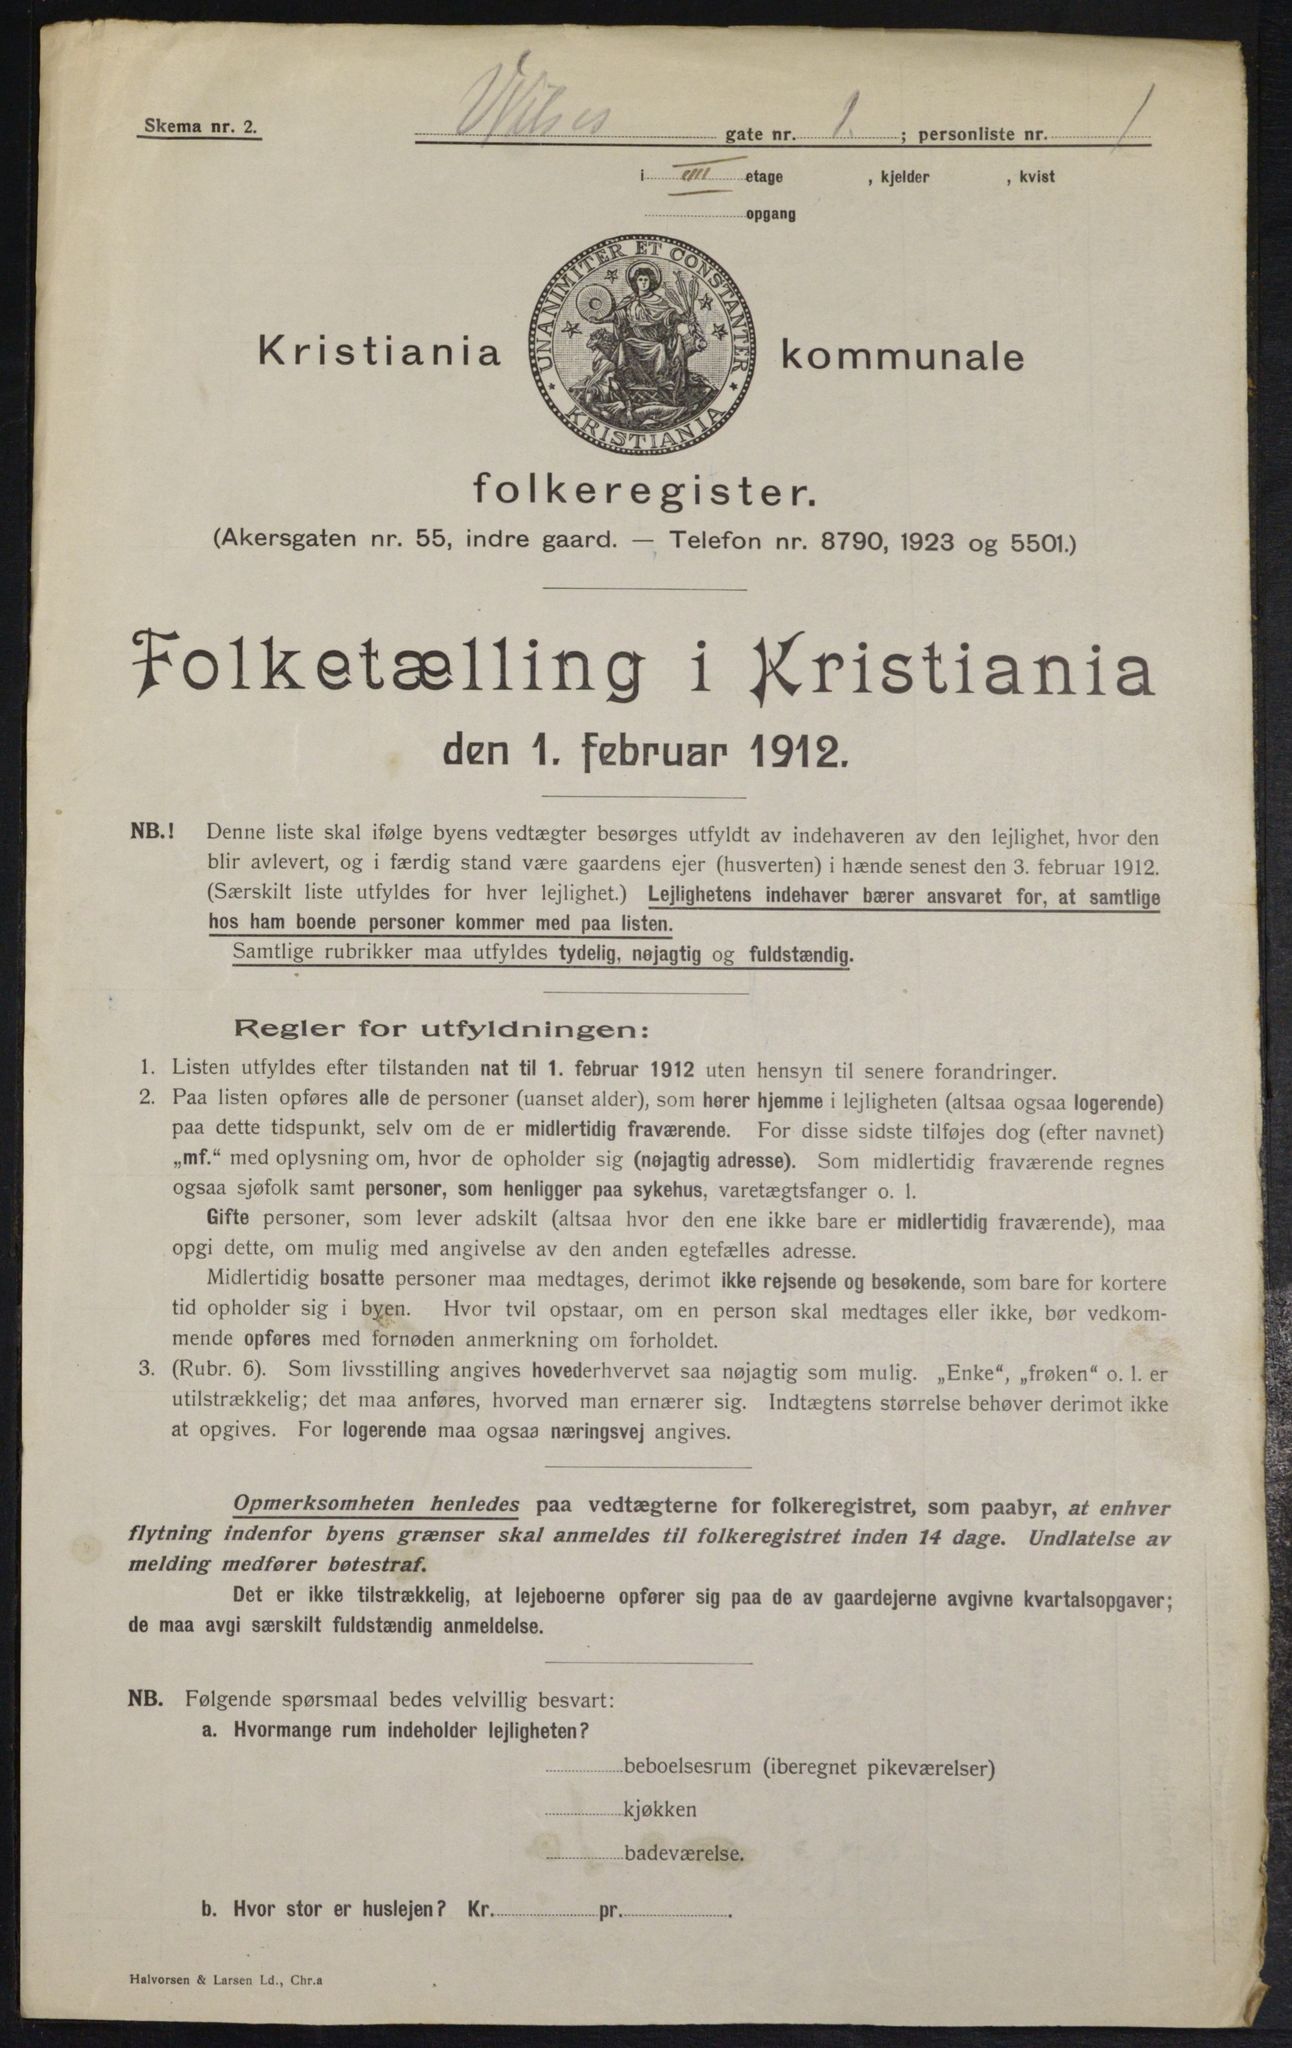 Skema nr. 2. Wilses gate nr. 1. ; personliste nr. 1
i III etage , kjelder , kvist
opgang
UNANIMITER ET CONSTANTER
KRISTIANIA
Kristiania kommunale
folkeregister.
(Akersgaten nr. 55, indre gaard. — Telefon nr. 8790, 1923 og 5501.)
Folketælling i Kristiania
den 1. februar 1912.
NB.! Denne liste skal ifølge byens vedtægter besørges utfyldt av indehaveren av den lejlighet, hvor den
blir avlevert, og i færdig stand være gaardens ejer (husverten) i hænde senest den 3. februar 1912.
(Særskilt liste utfyldes for hver lejlighet.) Lejlighetens indehaver bærer ansvaret for, at samtlige
hos ham boende personer kommer med paa listen.
Samtlige rubrikker maa utfyldes tydelig, nøjagtig og fuldstændig.
Regler for utfyldningen:
1. Listen utfyldes efter tilstanden nat til 1. februar 1912 uten hensyn til senere forandringer.
2. Paa listen opføres alle de personer (uanset alder), som hører hjemme i lejligheten (altsaa ogsaa logerende)
paa dette tidspunkt, selv om de er midlertidig fraværende. For disse sidste tilføjes dog (efter navnet)
„mf.“ med oplysning om, hvor de opholder sig (nøjagtig adresse). Som midlertidig fraværende regnes
ogsaa sjøfolk samt personer, som henligger paa sykehus, varetægtsfanger o. l.
Gifte personer, som lever adskilt (altsaa hvor den ene ikke bare er midlertidig fraværende), maa
opgi dette, om mulig med angivelse av den anden egtefælles adresse.
Midlertidig bosatte personer maa medtages, derimot ikke rejsende og besøkende, som bare for kortere
tid opholder sig i byen. Hvor tvil opstaar, om en person skal medtages eller ikke, bør vedkom-
mende opføres med fornøden anmerkning om forholdet.
3. (Rubr. 6). Som livsstilling angives hovederhvervet saa nøjagtig som mulig. „Enke“, „frøken“ o. l. er
utilstrækkelig; det maa anføres, hvorved man ernærer sig. Indtægtens størrelse behøver derimot ikke
at opgives. For logerende maa ogsaa næringsvej angives.
Opmerksomheten henledes paa vedtægterne for folkeregistret, som paabyr, at enhver
flytning indenfor byens grænser skal anmeldes til folkeregistret inden 14 dage. Undlatelse av
melding medfører bøtestraf.
Det er ikke tilstrækkelig, at lejeboerne opfører sig paa de av gaardejerne avgivne kvartalsopgaver;
de maa avgi særskilt fuldstændig anmeldelse.
NB. Følgende spørsmaal bedes velvillig besvart:
a. Hvormange rum indeholder lejligheten?
beboelsesrum (iberegnet pikeværelser)
kjøkken
badeværelse.
b. Hvor stor er huslejen? Kr. pr. .
Halvorsen & Larsen Ld., Chr.a